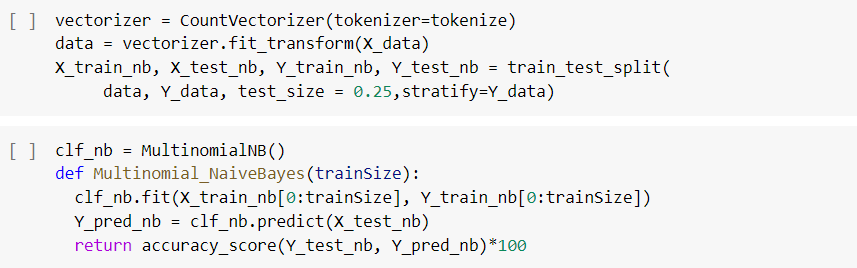 [ ] vectorizer = CountVectorizer(tokenizer=tokenize)
data = vectorizer.fit_transform(X_data)
X_train_nb, X_test_nb, Y_train_nb, Y_test_nb = train_test_split(
data, Y_data, test_size = 0.25,stratify=Y_data)
[ ] clf_nb = MultinomialNB()
def Multinomial_NaiveBayes(trainSize):
clf_nb.fit(X_train_nb[0:trainSize], Y_train_nb[0:trainSize])
Y_pred_nb = clf_nb.predict(X_test_nb)
return accuracy_score(Y_test_nb, Y_pred_nb)*100